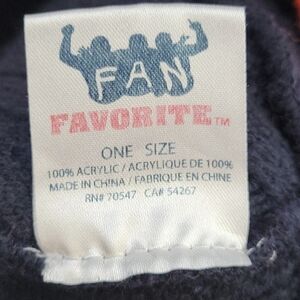 FAN
FAVORITE™
ONE SIZE
100% ACRYLIC / ACRYLIQUE DE 100%
MADE IN CHINA / FABRIQUE EN CHINE
RN# 70547 CA# 54267